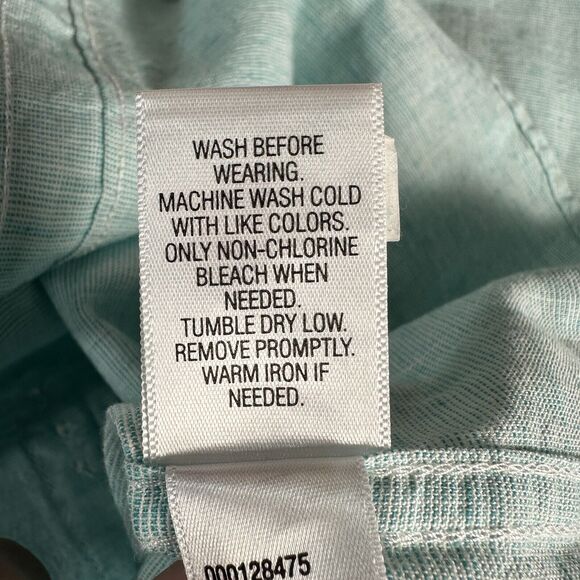 WASH BEFORE
WEARING.
MACHINE WASH COLD
WITH LIKE COLORS.
ONLY NON-CHLORINE
BLEACH WHEN
NEEDED.
TUMBLE DRY LOW.
REMOVE PROMPTLY.
WARM IRON IF
NEEDED.
000128475